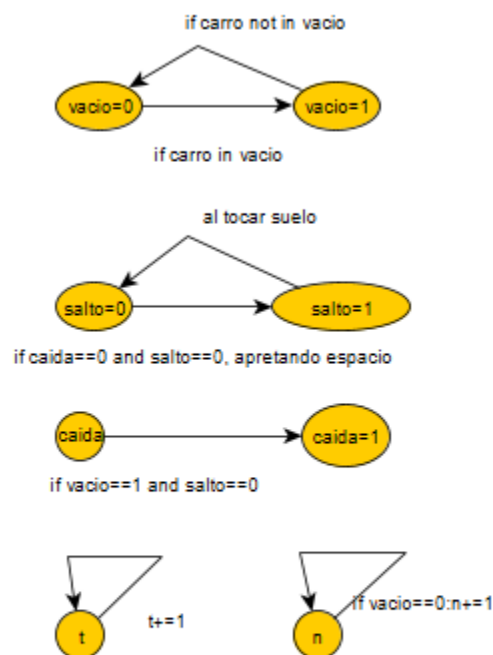 if carro not in vacio
vacio=0
vacio=1
if carro in vacio
al tocar suelo
salto=0
salto=1
if caida==0 and salto==0, apretando espacio
caida
caida=1
if vacio==1 and salto==0
t
t+=1
n
if vacio==0:n+=1